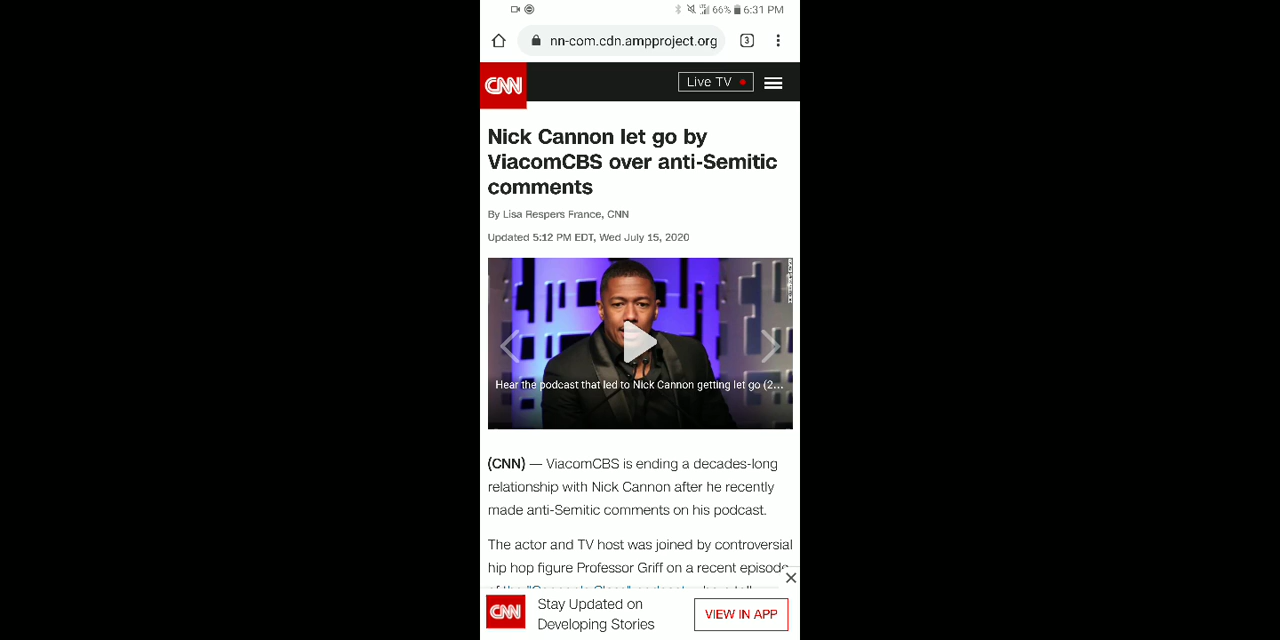 66% 6:31 PM
nn-com.cdn.ampproject.org
3
CNN
Live TV
Nick Cannon let go by
ViacomCBS over anti-Semitic
comments
By Lisa Respers France, CNN
Updated 5:12 PM EDT, Wed July 15, 2020
Hear the podcast that led to Nick Cannon getting let go (2...
(CNN) — ViacomCBS is ending a decades-long
relationship with Nick Cannon after he recently
made anti-Semitic comments on his podcast.
The actor and TV host was joined by controversial
hip hop figure Professor Griff on a recent episode
CNN
Stay Updated on
Developing Stories
VIEW IN APP